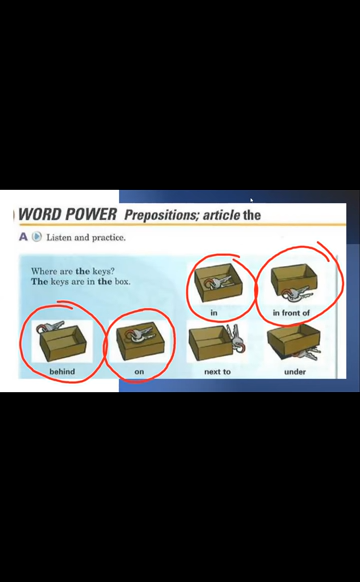 WORD POWER Prepositions; article the
A Listen and practice.
Where are the keys?
The keys are in the box.
in
in front of
behind
on
next to
under